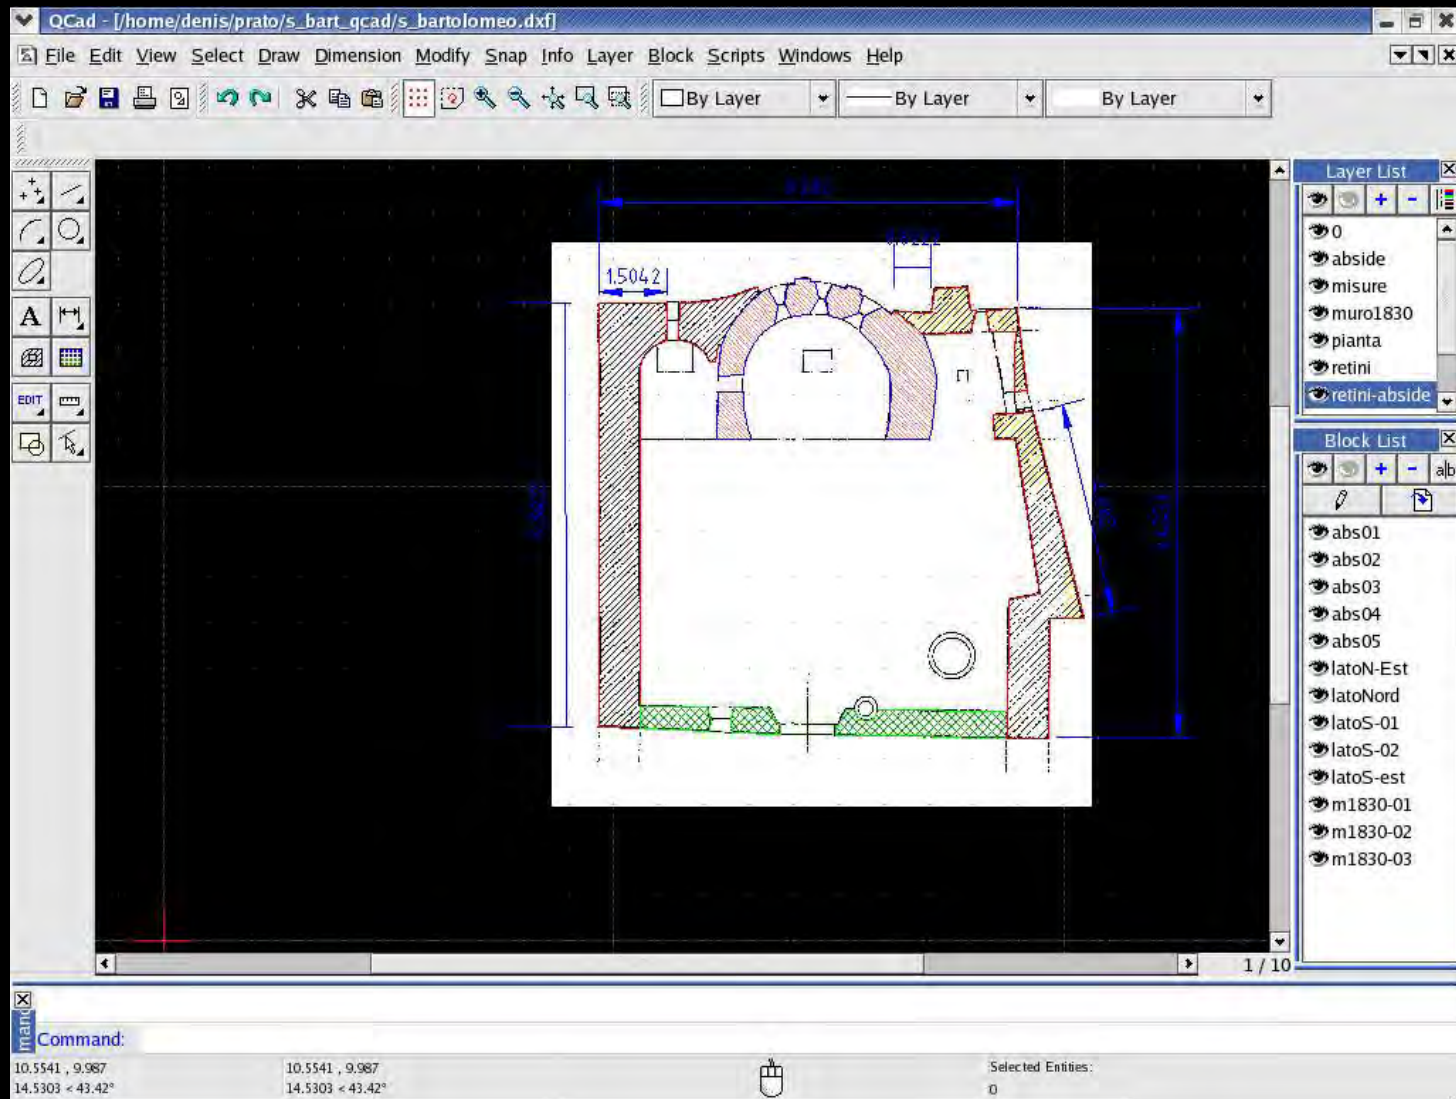 QCad - [/home/denis/prato/s_bart_qcad/s_bartolomeo.dxf]
File Edit View Select Draw Dimension Modify Snap Info Layer Block Scripts Windows Help
By Layer By Layer By Layer
Layer List
0
abside
misure
muro1830
pianta
retini
retini-abside
Block List
ab
abs01
abs02
abs03
abs04
abs05
latoN-Est
latoNord
latoS-01
latoS-02
latoS-est
m1830-01
m1830-02
m1830-03
1.5042
A
EDIT
1 / 10
mand
Command:
10.5541 , 9.987 10.5541 , 9.987 Selected Entities:
14.5303 < 43.42° 14.5303 < 43.42° 0